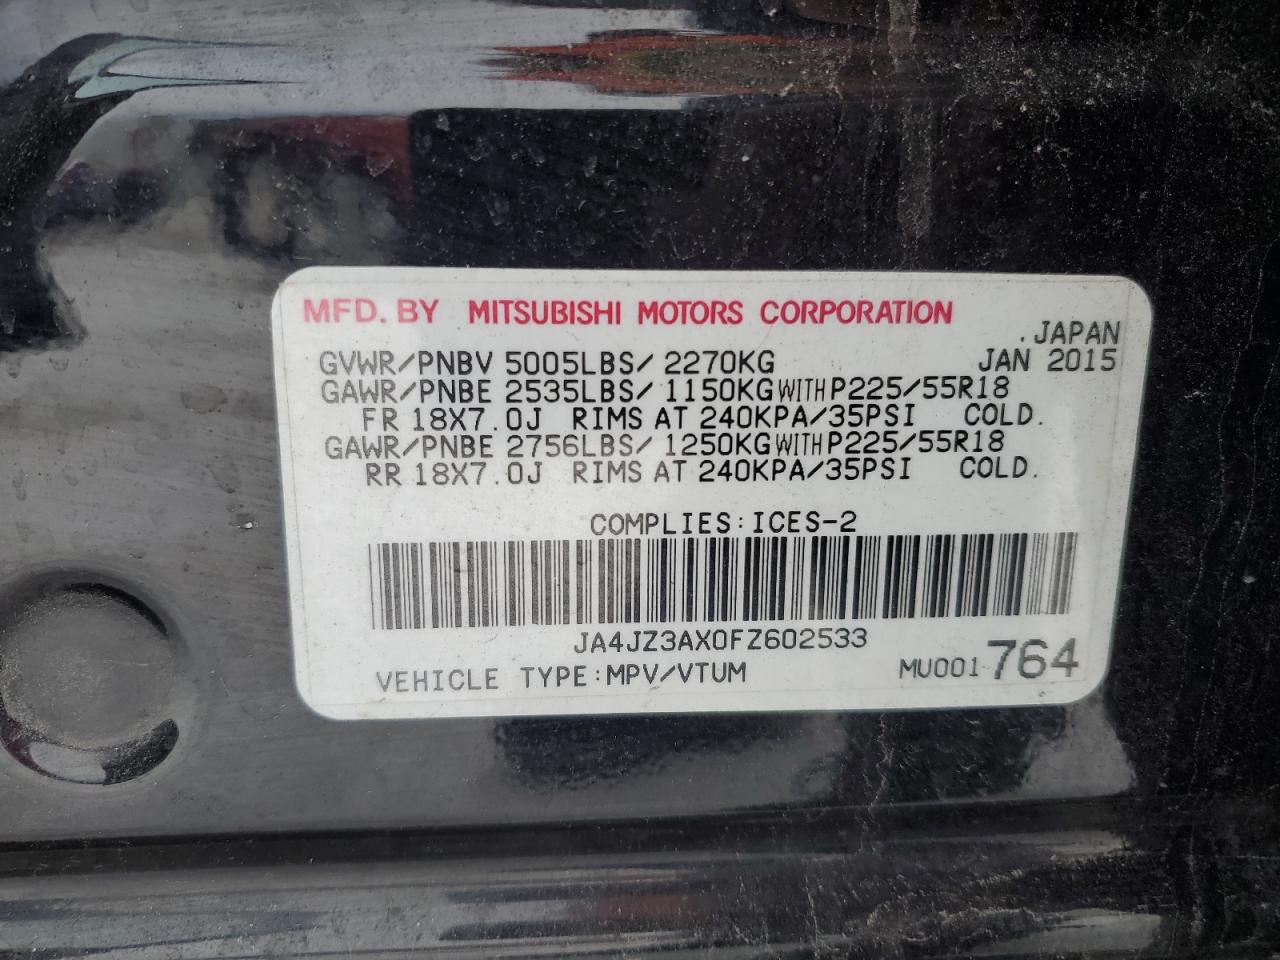 MFD. BY MITSUBISHI MOTORS CORPORATION
.JAPAN
GVWR/PNBV 5005LBS/ 2270KG JAN 2015
GAWR/PNBE 2535LBS/ 1150KG WITH P225/55R18
FR 18X7.0J RIMS AT 240KPA/35PSI COLD.
GAWR/PNBE 2756LBS/ 1250KG WITH P225/55R18
RR 18X7.0J RIMS AT 240KPA/35PSI COLD.
COMPLIES:ICES-2
JA4JZ3AX0FZ602533
VEHICLE TYPE:MPV/VTUM MU001 764